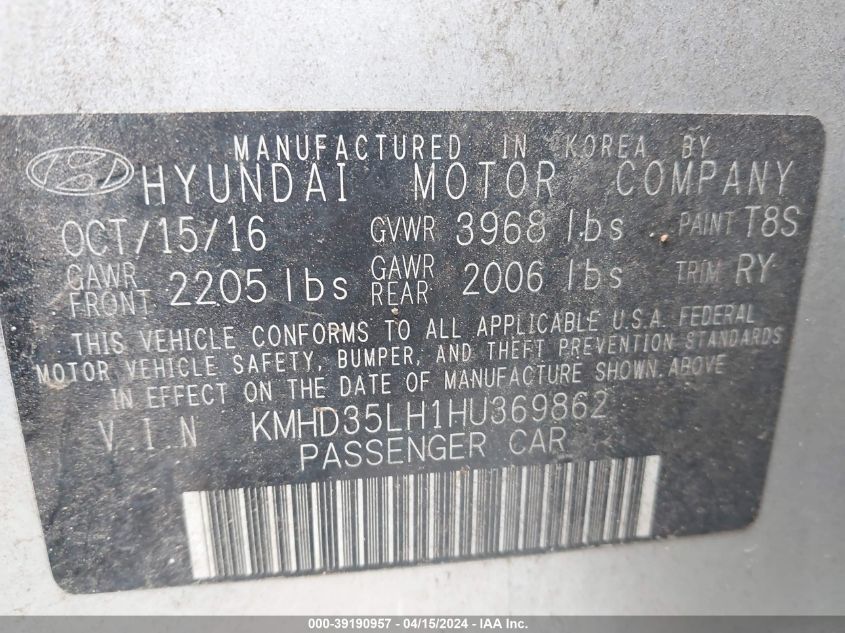 MANUFACTURED IN KOREA BY
HYUNDAI MOTOR COMPANY
OCT/15/16 GVWR 3968 lbs PAINT T8S
GAWR FRONT 2205 lbs GAWR REAR 2006 lbs TRIM RY
THIS VEHICLE CONFORMS TO ALL APPLICABLE U.S.A. FEDERAL
MOTOR VEHICLE SAFETY, BUMPER, AND THEFT PREVENTION STANDARDS
IN EFFECT ON THE DATE OF MANUFACTURE SHOWN ABOVE
VIN KMHD35LH1HU369862
PASSENGER CAR
000-39190957 - 04/15/2024 - IAA Inc.